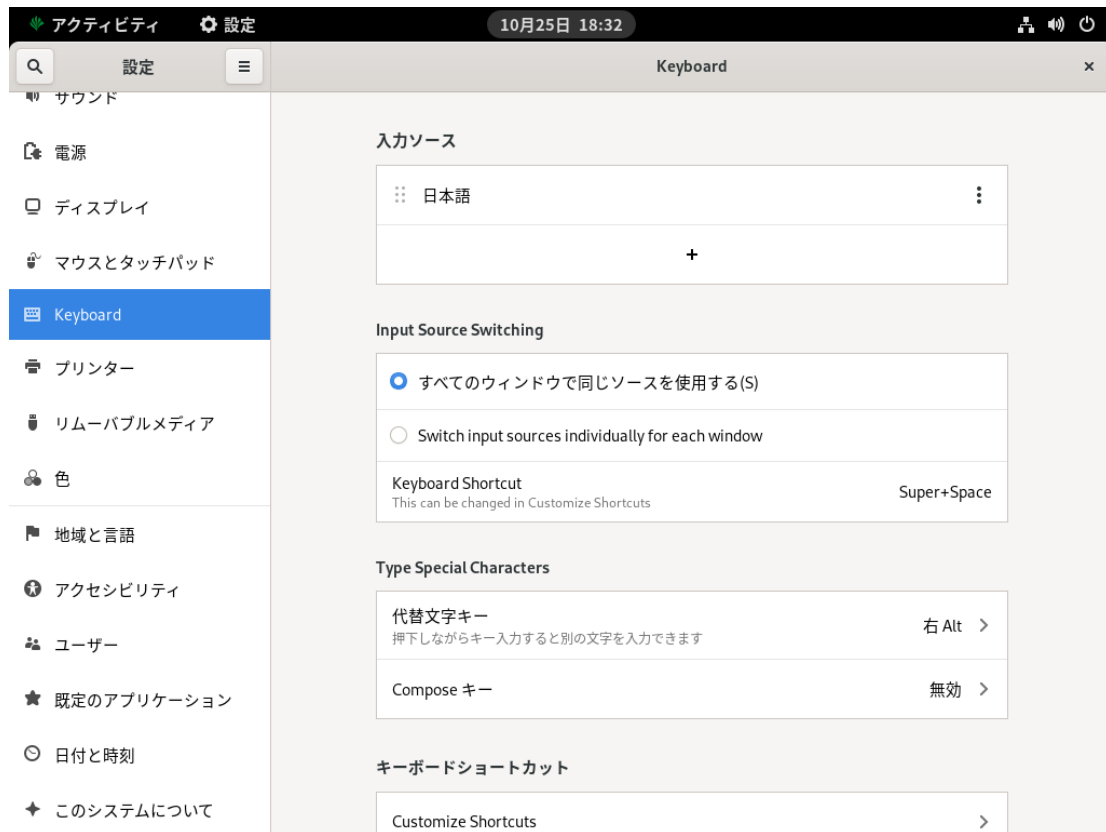 アクティビティ 設定 10月25日 18:32
設定
Keyboard
サウンド
電源
ディスプレイ
マウスとタッチパッド
Keyboard
プリンター
リムーバブルメディア
色
地域と言語
アクセシビリティ
ユーザー
既定のアプリケーション
日付と時刻
このシステムについて
入力ソース
日本語
Input Source Switching
すべてのウィンドウで同じソースを使用する(S)
Switch input sources individually for each window
Keyboard Shortcut
This can be changed in Customize Shortcuts
Super+Space
Type Special Characters
代替文字キー
押下しながらキー入力すると別の文字を入力できます
右 Alt
Compose キー
無効
キーボードショートカット
Customize Shortcuts